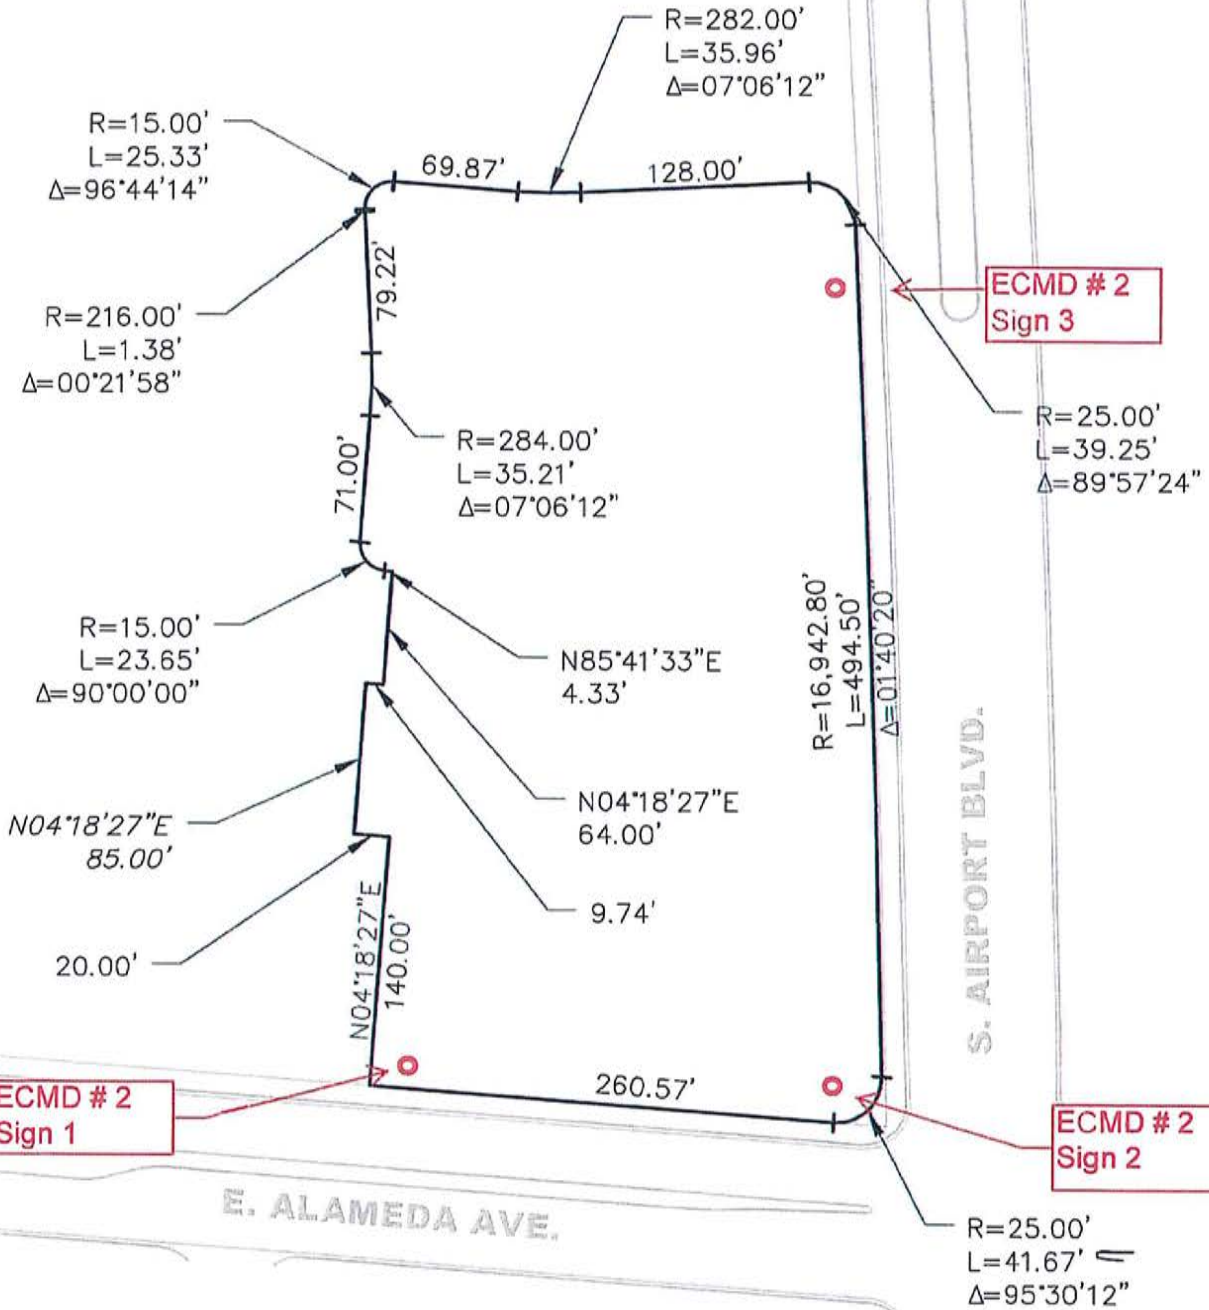 R=282.00'
L=35.96'
Δ=07°06'12"
R=15.00'
L=25.33'
Δ=96°44'14"
69.87'
128.00'
79.22'
R=216.00'
L=1.38'
Δ=00°21'58"
ECMD # 2
Sign 3
R=25.00'
L=39.25'
Δ=89°57'24"
R=284.00'
L=35.21'
Δ=07°06'12"
71.00'
R=15.00'
L=23.65'
Δ=90°00'00"
N85°41'33"E
4.33'
R=16,942.80'
L=494.50'
Δ=01°40'20"
N04°18'27"E
64.00'
N04°18'27"E
85.00'
9.74'
20.00'
N04°18'27"E
140.00'
S. AIRPORT BLVD.
260.57'
ECMD # 2
Sign 1
ECMD # 2
Sign 2
E. ALAMEDA AVE.
R=25.00'
L=41.67'
Δ=95°30'12"